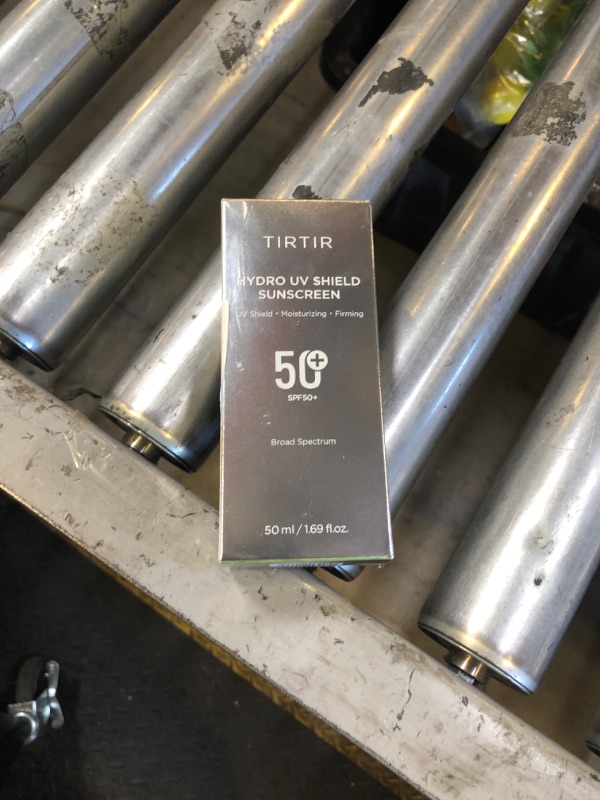 TIRTIR
HYDRO UV SHIELD
SUNSCREEN
UV Shield • Moisturizing • Firming
50+
SPF50+
Broad Spectrum
50 ml / 1.69 fl.oz.